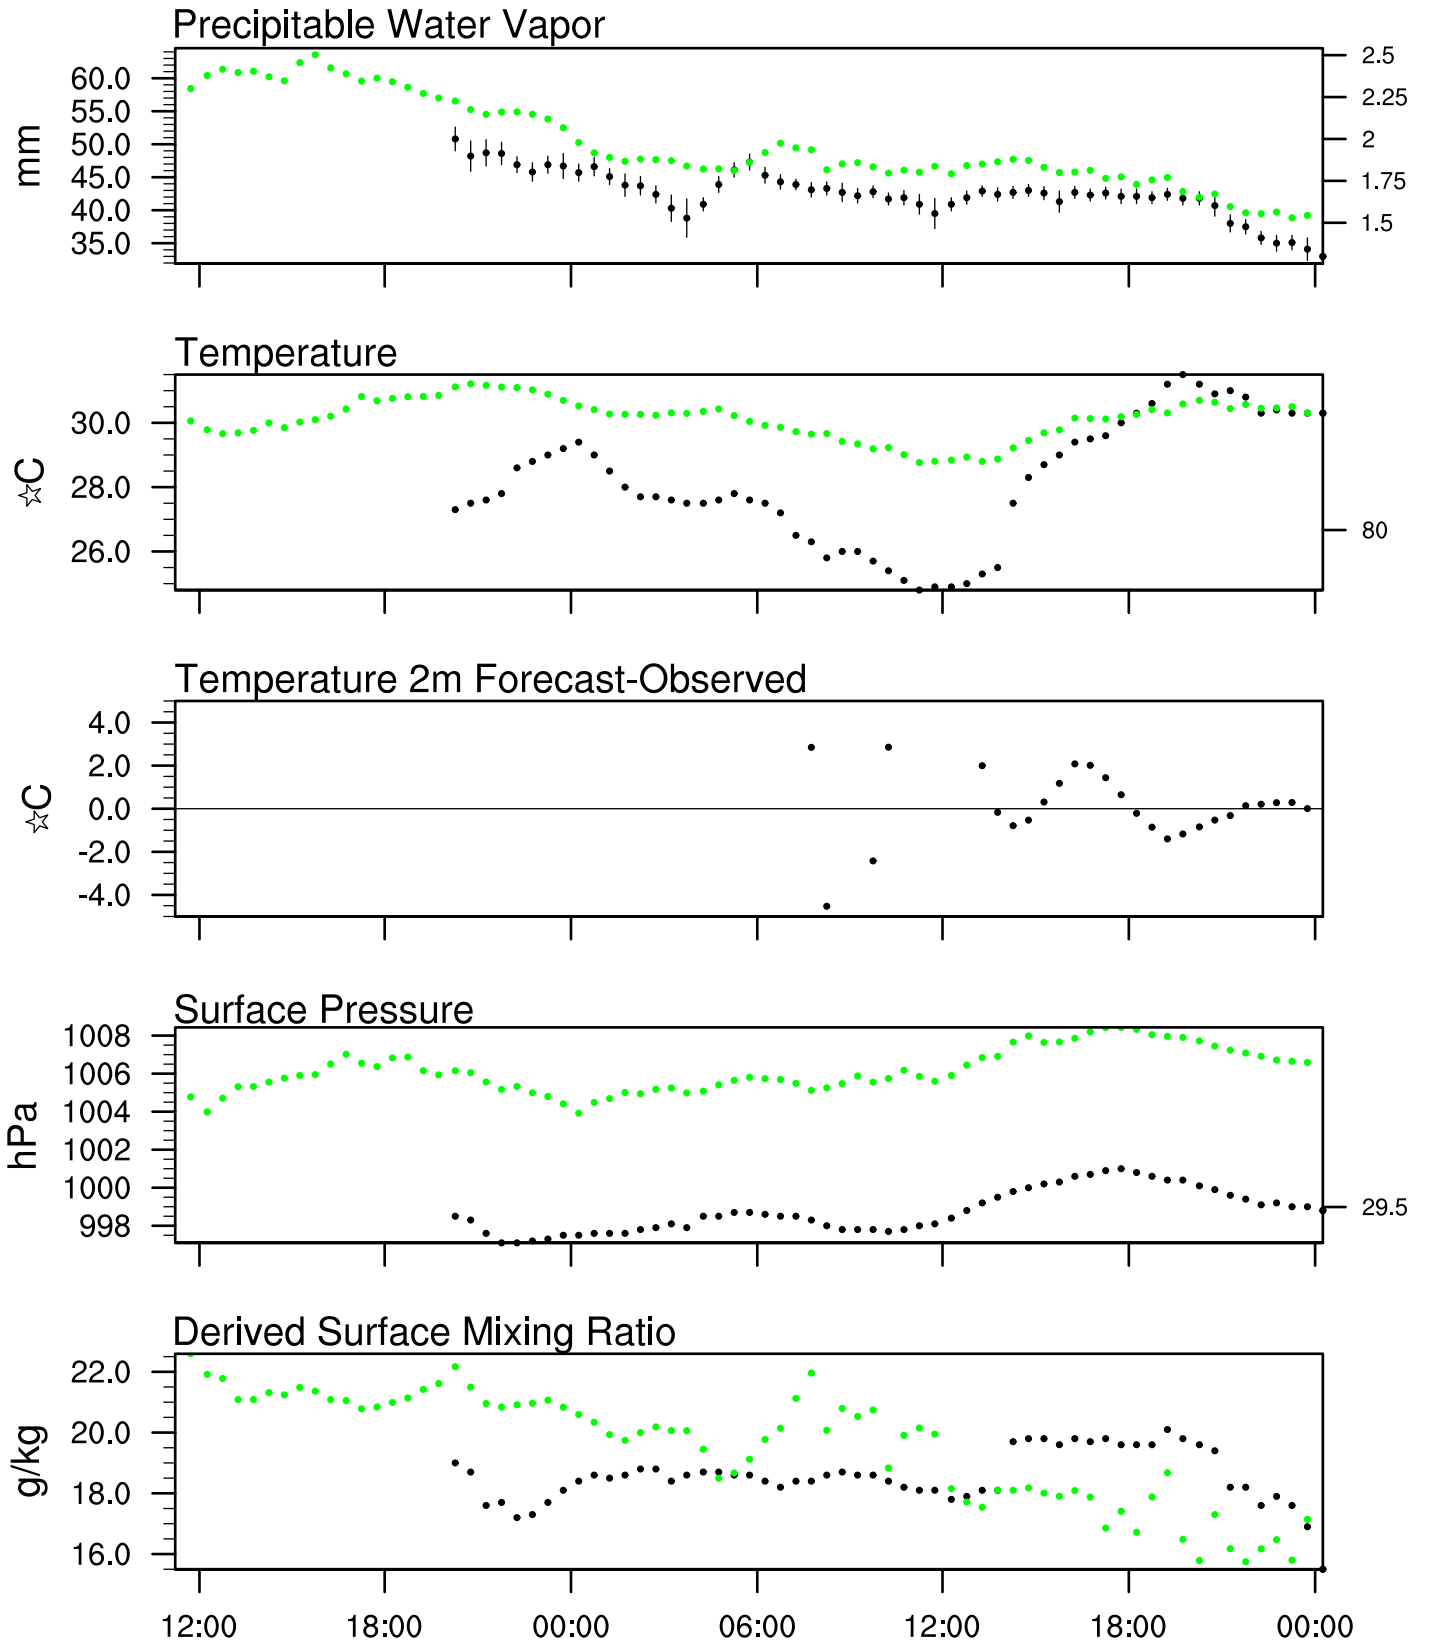 Precipitable Water Vapor
mm
60.0
55.0
50.0
45.0
40.0
35.0
2.5
2.25
2
1.75
1.5
Temperature
☆C
30.0
28.0
26.0
80
Temperature 2m Forecast-Observed
☆C
4.0
2.0
0.0
-2.0
-4.0
Surface Pressure
hPa
1008
1006
1004
1002
1000
998
29.5
Derived Surface Mixing Ratio
g/kg
22.0
20.0
18.0
16.0
12:00 18:00 00:00 06:00 12:00 18:00 00:00